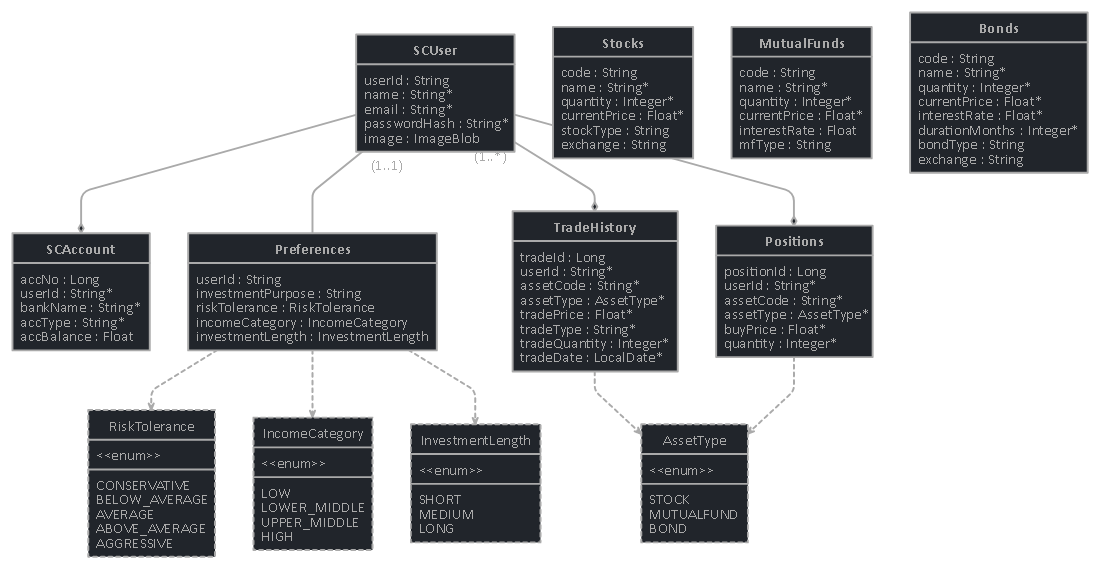 SCUser
userId : String
name : String*
email : String*
passwordHash : String*
image : ImageBlob
Stocks
code : String
name : String*
quantity : Integer*
currentPrice : Float*
stockType : String
exchange : String
MutualFunds
code : String
name : String*
quantity : Integer*
currentPrice : Float*
interestRate : Float
mfType : String
Bonds
code : String
name : String*
quantity : Integer*
currentPrice : Float*
interestRate : Float*
durationMonths : Integer*
bondType : String
exchange : String
(1..1)
(1..*)
SCAccount
accNo : Long
userId : String*
bankName : String*
accType : String*
accBalance : Float
Preferences
userId : String
investmentPurpose : String
riskTolerance : RiskTolerance
incomeCategory : IncomeCategory
investmentLength : InvestmentLength
TradeHistory
tradeId : Long
userId : String*
assetCode : String*
assetType : AssetType*
tradePrice : Float*
tradeType : String*
tradeQuantity : Integer*
tradeDate : LocalDate*
Positions
positionId : Long
userId : String*
assetCode : String*
assetType : AssetType*
buyPrice : Float*
quantity : Integer*
RiskTolerance
<<enum>>
CONSERVATIVE
BELOW_AVERAGE
AVERAGE
ABOVE_AVERAGE
AGGRESSIVE
IncomeCategory
<<enum>>
LOW
LOWER_MIDDLE
UPPER_MIDDLE
HIGH
InvestmentLength
<<enum>>
SHORT
MEDIUM
LONG
AssetType
<<enum>>
STOCK
MUTUALFUND
BOND